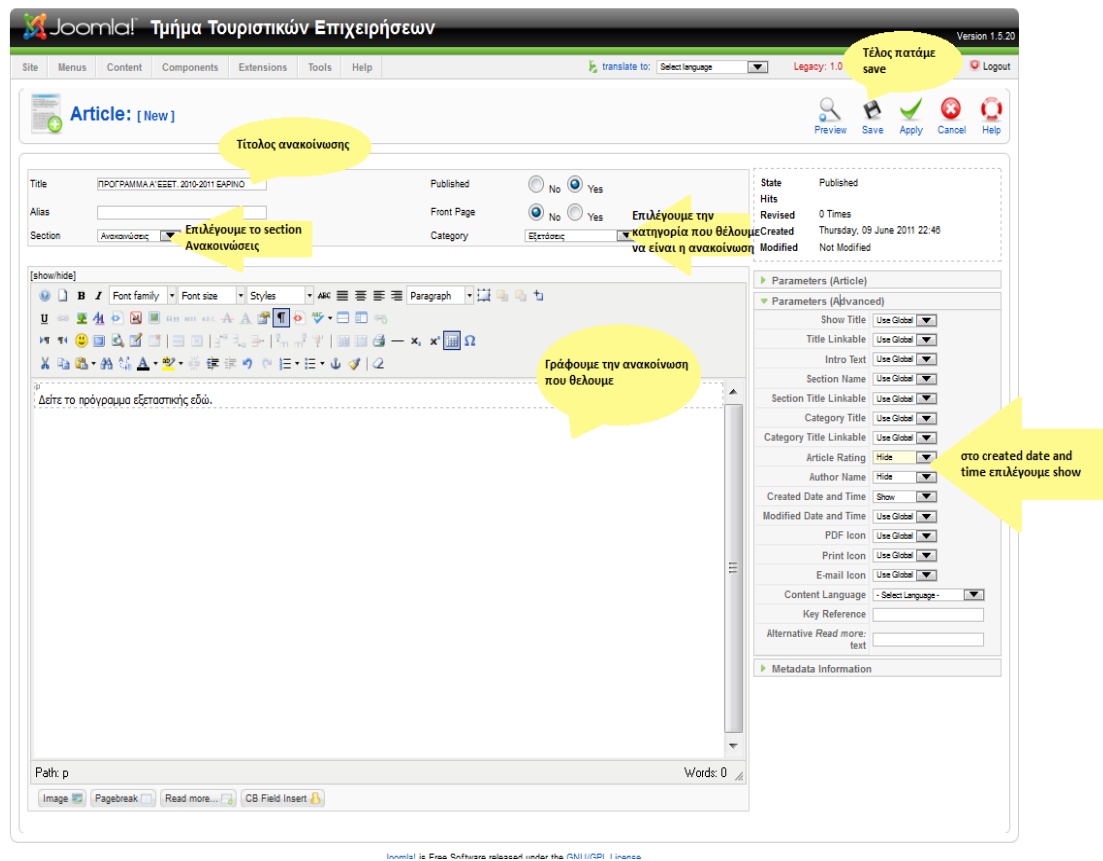 Joomla! Τμήμα Τουριστικών Επιχειρήσεων
Version 1.5.20
Τέλος πατάμε
save
Site Menus Content Components Extensions Tools Help
translate to: Select language
Legacy: 1.0
Logout
Article: [ New ]
Preview Save Apply Cancel Help
Τίτολος ανακοίνωσης
Title ΠΡΟΓΡΑΜΜΑ Α' ΕΞΕΤ. 2010-2011 ΕΑΡΙΝΟ
Published No Yes
Alias
Front Page No Yes
Section Ανακοινώσεις
Category Εξετάσεις
Επιλέγουμε το section
Ανακοινώσεις
Επιλέγουμε την
κατηγορία που θέλουμε
να είναι η ανακοίνωση
State Published
Hits
Revised 0 Times
Created Thursday, 09 June 2011 22:46
Modified Not Modified
[show/hide]
B I Font family Font size Styles ABC Paragraph
U
Ω
Γράφουμε την ανακοίνωση
που θελουμε
p
Δείτε το πρόγραμμα εξεταστικής εδώ.
Path: p
Words: 0
Image Pagebreak Read more... CB Field Insert
Parameters (Article)
Parameters (Advanced)
Show Title Use Global
Title Linkable Use Global
Intro Text Use Global
Section Name Use Global
Section Title Linkable Use Global
Category Title Use Global
Category Title Linkable Use Global
Article Rating Hide
Author Name Hide
Created Date and Time Show
Modified Date and Time Use Global
PDF Icon Use Global
Print Icon Use Global
E-mail Icon Use Global
Content Language - Select Language -
Key Reference
Alternative Read more:
text
Metadata Information
στο created date and
time επιλέγουμε show
Joomla! is Free Software released under the GNU/GPL License.